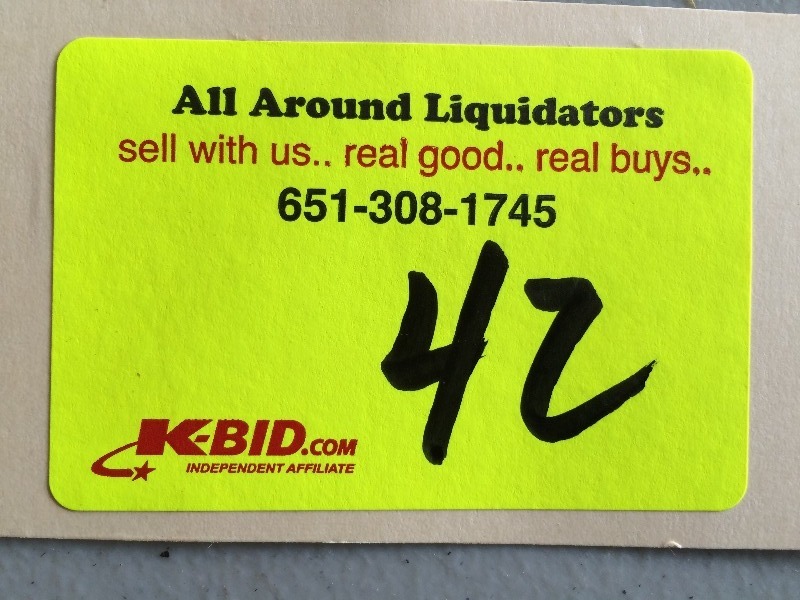 All Around Liquidators
sell with us.. real good.. real buys..
651-308-1745
42
K-BID.COM
INDEPENDENT AFFILIATE